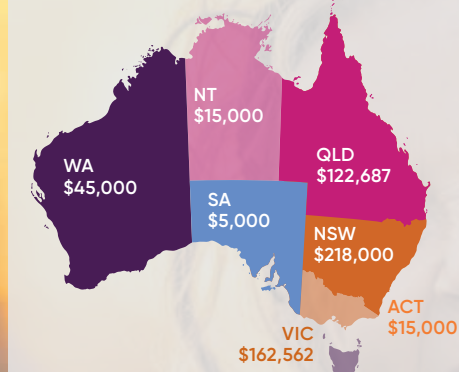 NT
$15,000
WA
$45,000
QLD
$122,687
SA
$5,000
NSW
$218,000
ACT
$15,000
VIC
$162,562